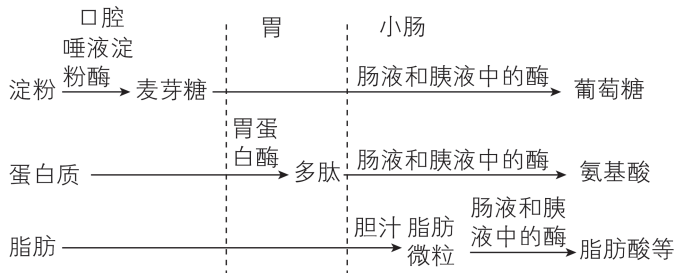 口腔
胃
小肠
唾液淀
粉酶
淀粉
麦芽糖
肠液和胰液中的酶
葡萄糖
胃蛋
白酶
蛋白质
多肽
肠液和胰液中的酶
氨基酸
肠液和胰
液中的酶
脂肪
胆汁
脂肪
微粒
脂肪酸等